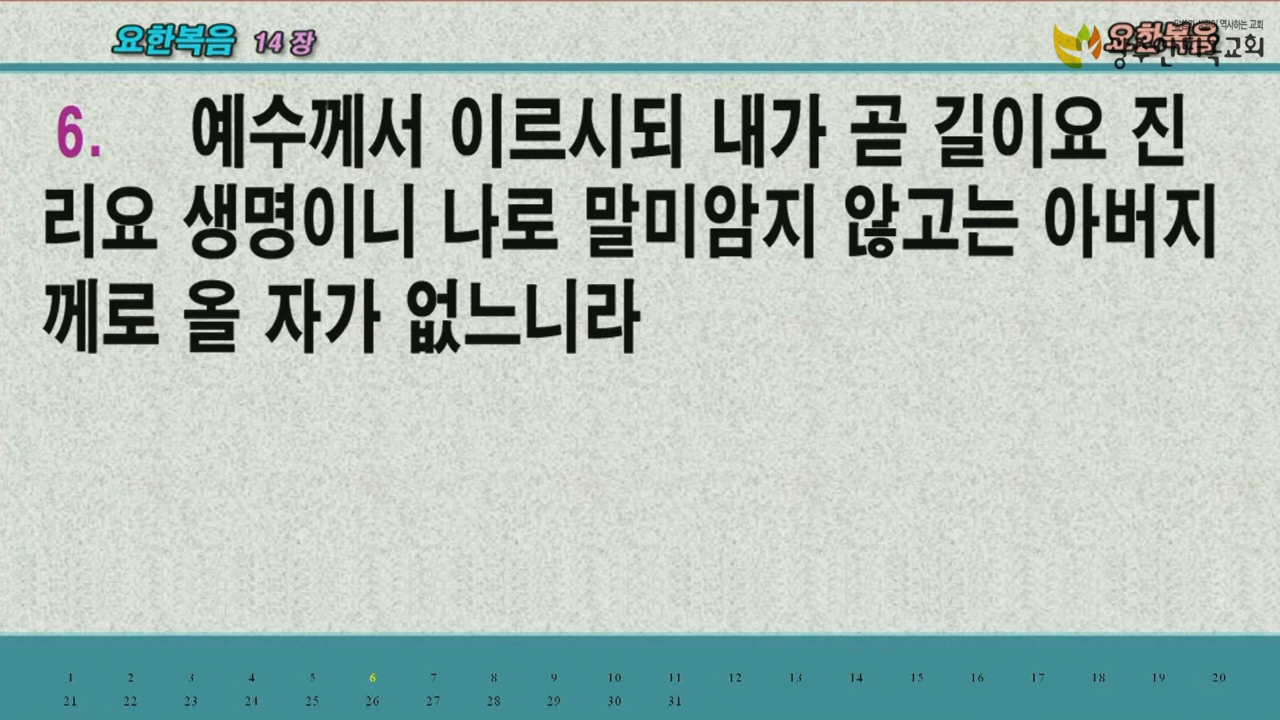 요한복음 14 장
요한복음
6. 예수께서 이르시되 내가 곧 길이요 진
리요 생명이니 나로 말미암지 않고는 아버지
께로 올 자가 없느니라
1 2 3 4 5 6 7 8 9 10 11 12 13 14 15 16 17 18 19 20
21 22 23 24 25 26 27 28 29 30 31